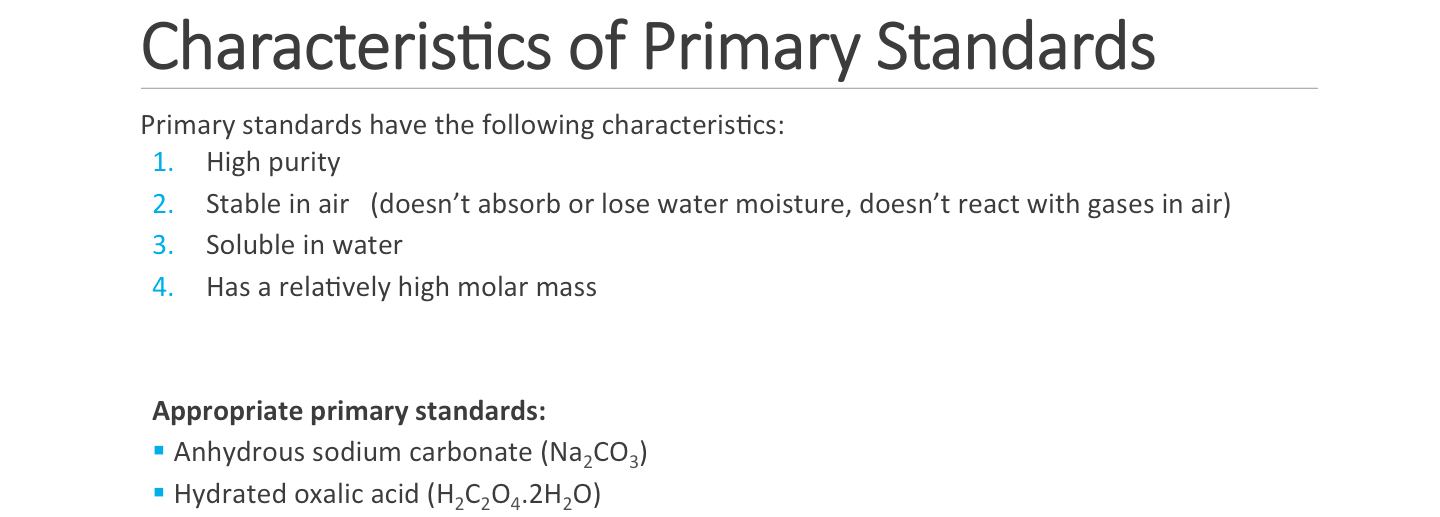 Characteristics of Primary Standards
Primary standards have the following characteristics:
1. High purity
2. Stable in air (doesn’t absorb or lose water moisture, doesn’t react with gases in air)
3. Soluble in water
4. Has a relatively high molar mass
Appropriate primary standards:
▪ Anhydrous sodium carbonate (Na₂CO₃)
▪ Hydrated oxalic acid (H₂C₂O₄.2H₂O)